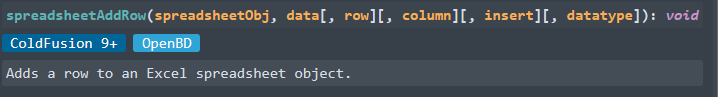 spreadsheetAddRow(spreadsheetObj, data[, row][, column][, insert][, datatype]): void
ColdFusion 9+ OpenBD
Adds a row to an Excel spreadsheet object.